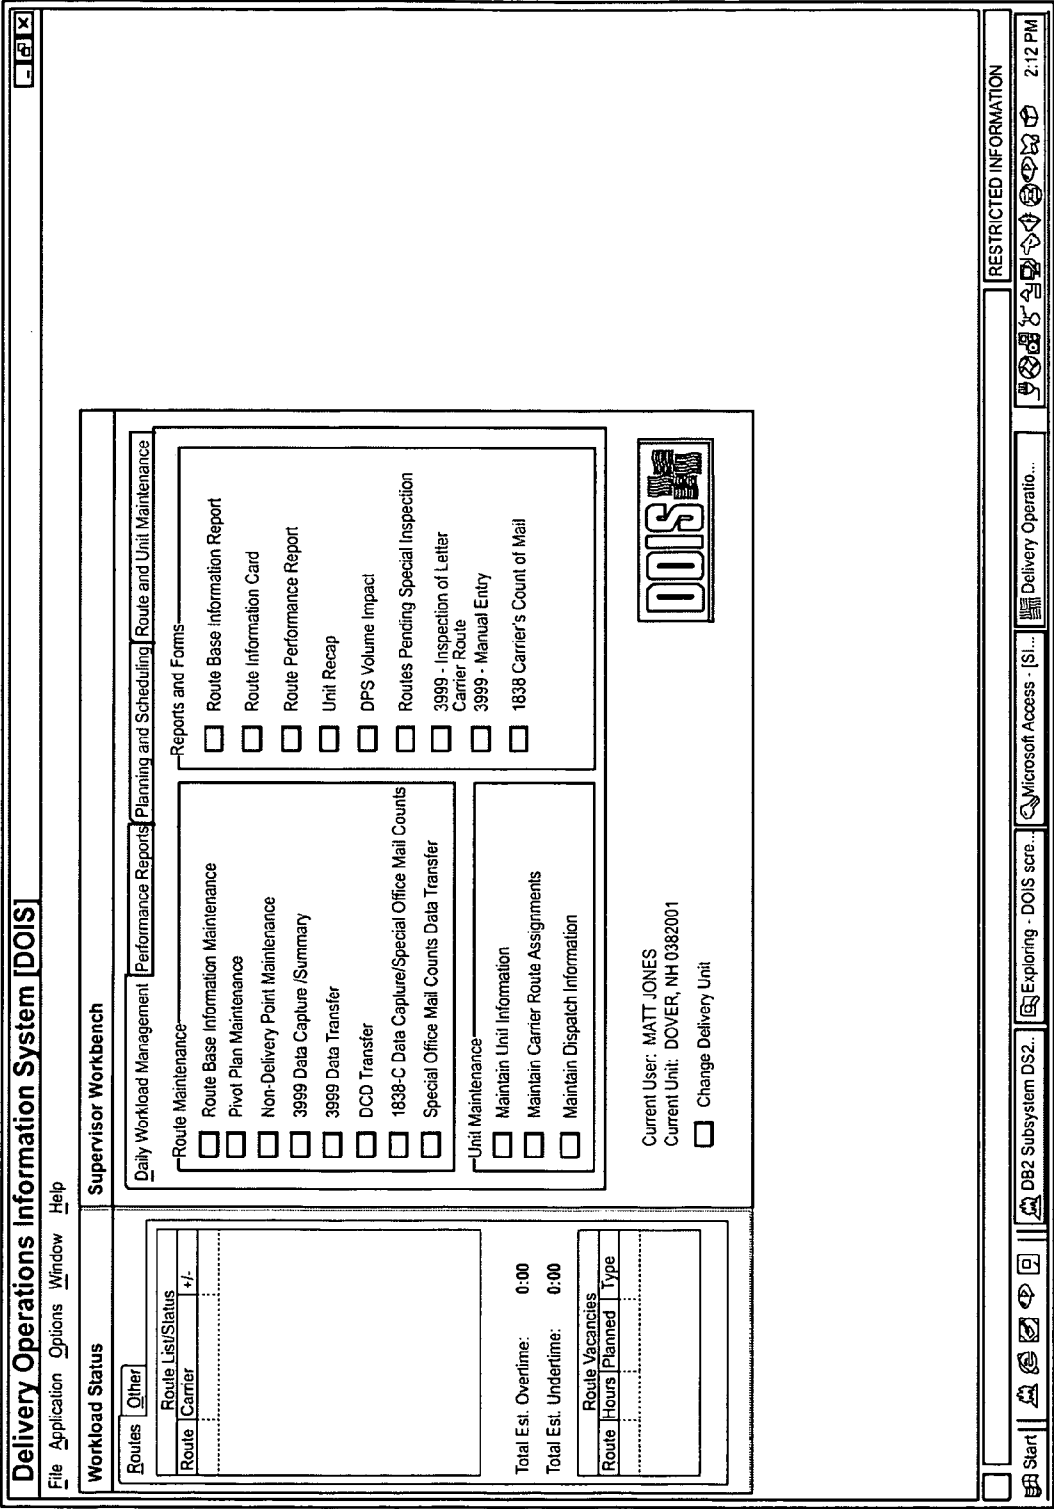 Delivery Operations Information System [DOIS]
File Application Options Window Help
Workload Status
Routes Other
Route List/Status
Route Carrier +/-
Total Est. Overtime: 0:00
Total Est. Undertime: 0:00
Route Vacancies
Route Hours Planned Type
Supervisor Workbench
Daily Workload Management Performance Reports Planning and Scheduling Route and Unit Maintenance
Route Maintenance
Route Base Information Maintenance
Pivot Plan Maintenance
Non-Delivery Point Maintenance
3999 Data Capture /Summary
3999 Data Transfer
DCD Transfer
1838-C Data Capture/Special Office Mail Counts
Special Office Mail Counts Data Transfer
Unit Maintenance
Maintain Unit Information
Maintain Carrier Route Assignments
Maintain Dispatch Information
Reports and Forms
Route Base Information Report
Route Information Card
Route Performance Report
Unit Recap
DPS Volume Impact
Routes Pending Special Inspection
3999 - Inspection of Letter
Carrier Route
3999 - Manual Entry
1838 Carrier's Count of Mail
Current User: MATT JONES
Current Unit: DOVER, NH 0382001
Change Delivery Unit
DOIS
RESTRICTED INFORMATION
Start DB2 Subsystem DS2.. Exploring - DOIS scre... Microsoft Access - [SI... Delivery Operatio... 2:12 PM